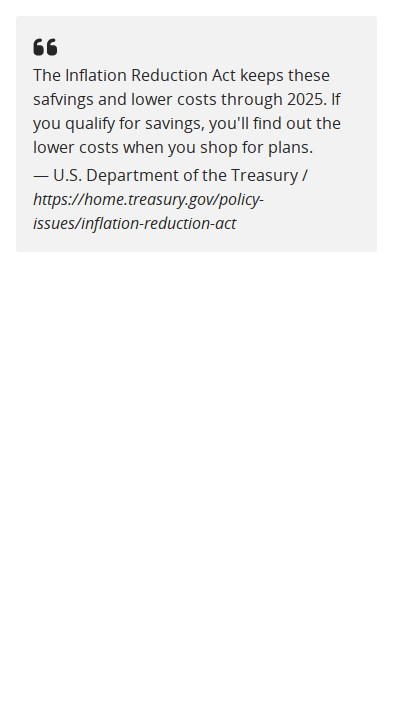 The Inflation Reduction Act keeps these
safvings and lower costs through 2025. If
you qualify for savings, you'll find out the
lower costs when you shop for plans.
— U.S. Department of the Treasury /
https://home.treasury.gov/policy-
issues/inflation-reduction-act